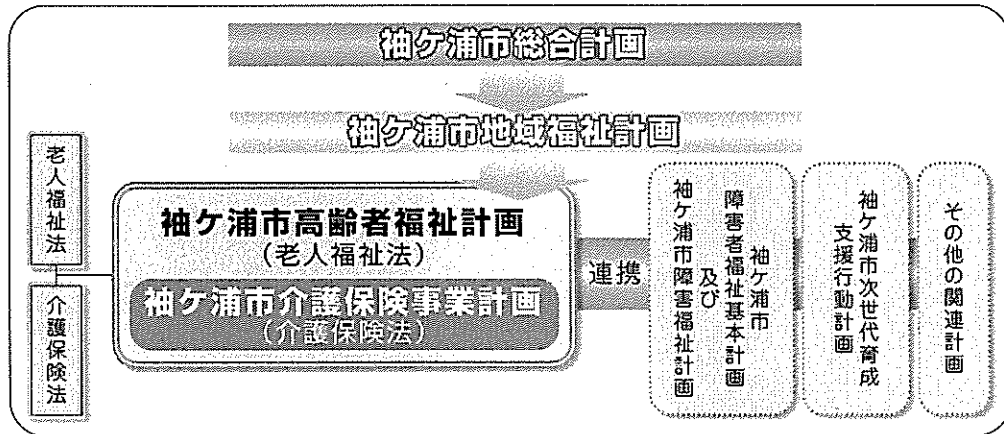 袖ケ浦市総合計画
袖ケ浦市地域福祉計画
老人福祉法
介護保険法
袖ケ浦市高齢者福祉計画
（老人福祉法）
袖ケ浦市介護保険事業計画
（介護保険法）
連携
袖ケ浦市
障害者福祉基本計画
及び
袖ケ浦市障害福祉計画
袖ケ浦市次世代育成
支援行動計画
その他の関連計画